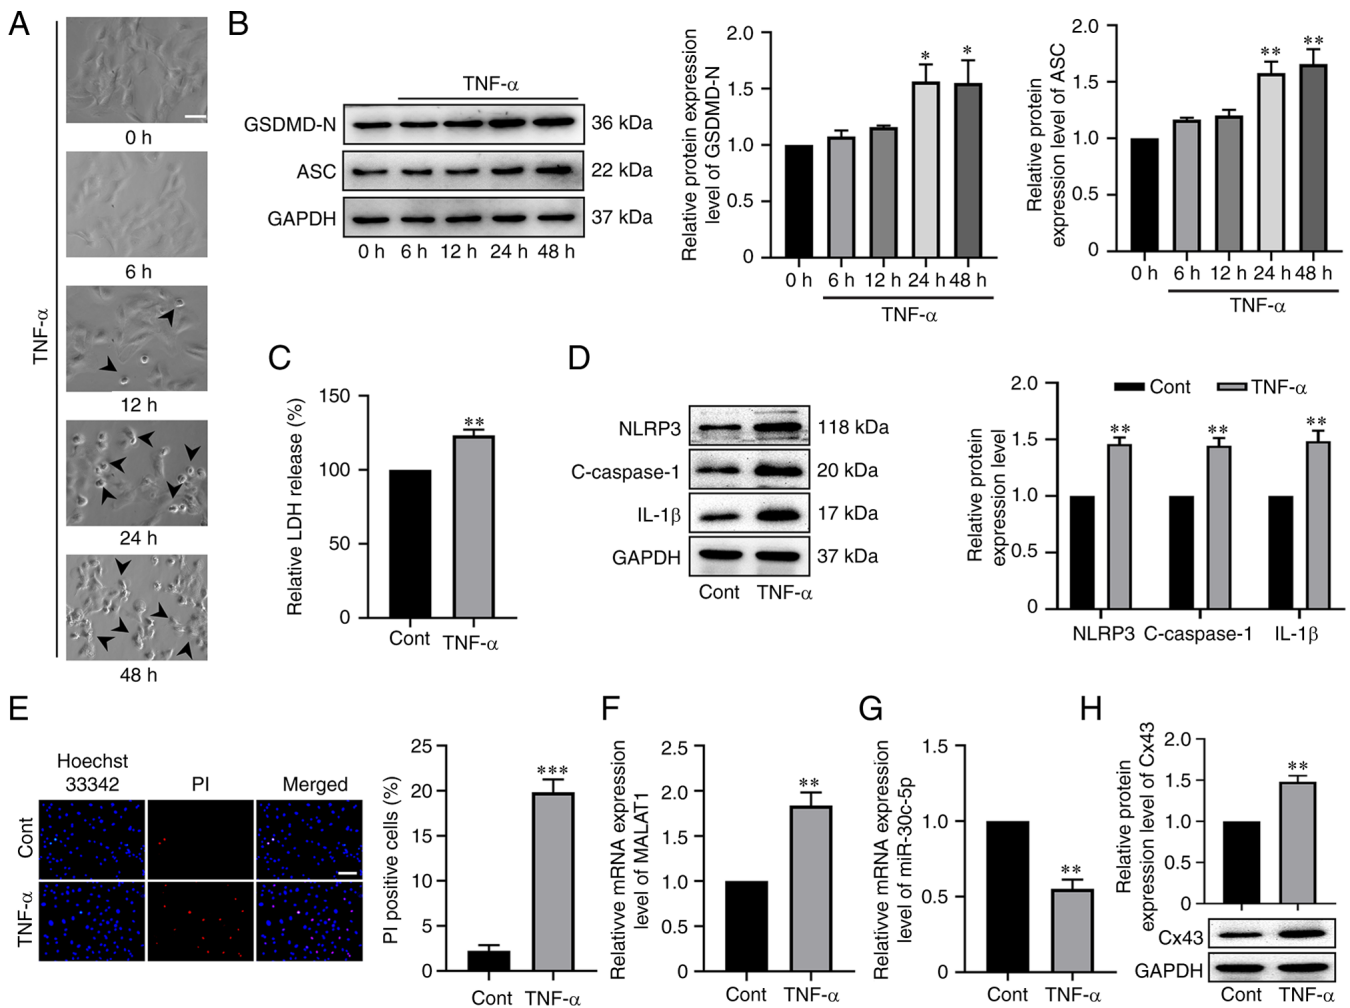 A
0 h
6 h
12 h
24 h
48 h
TNF-α
B
TNF-α
GSDMD-N
36 kDa
ASC
22 kDa
GAPDH
37 kDa
0 h 6 h 12 h 24 h 48 h
Relative protein expression
level of GSDMD-N
2.0
1.5
1.0
0.5
0
* *
0 h 6 h 12 h 24 h 48 h
TNF-α
Relative protein
expression level of ASC
2.0
1.5
1.0
0.5
0
** **
0 h 6 h 12 h 24 h 48 h
TNF-α
C
Relative LDH release (%)
150
100
50
0
**
Cont TNF-α
D
NLRP3
118 kDa
C-caspase-1
20 kDa
IL-1β
17 kDa
GAPDH
37 kDa
Cont TNF-α
Relative protein
expression level
2.0
1.5
1.0
0.5
0
Cont TNF-α
** ** **
NLRP3 C-caspase-1 IL-1β
E
Hoechst
33342 PI Merged
Cont
TNF-α
PI positive cells (%)
25
20
15
10
5
0
***
Cont TNF-α
F
Relative mRNA expression
level of MALAT1
2.5
2.0
1.5
1.0
0.5
0
**
Cont TNF-α
G
Relative mRNA expression
level of miR-30c-5p
1.5
1.0
0.5
0
**
Cont TNF-α
H
Relative protein
expression level of Cx43
2.0
1.5
1.0
0.5
0
**
Cont TNF-α
Cx43
GAPDH
Cont TNF-α